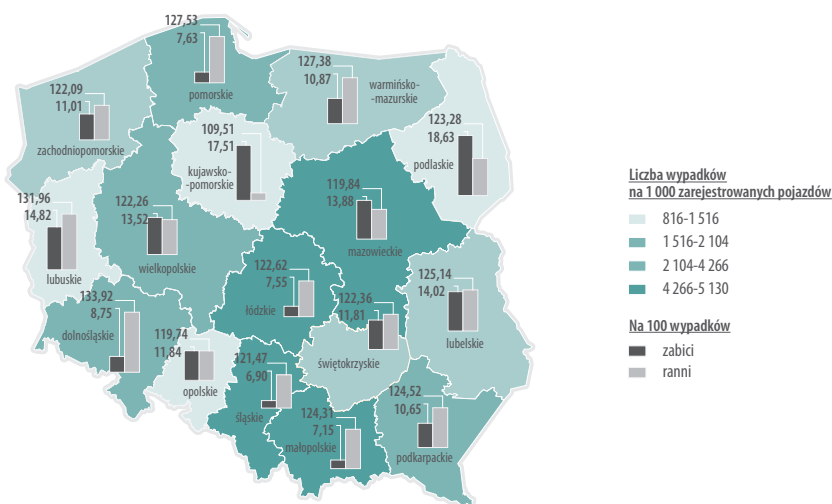 127,53
7,63
pomorskie
127,38
10,87
warmińsko-
-mazurskie
122,09
11,01
zachodniopomorskie
109,51
17,51
kujawsko-
-pomorskie
123,28
18,63
podlaskie
131,96
14,82
lubuskie
122,26
13,52
wielkopolskie
119,84
13,88
mazowieckie
122,62
7,55
łódzkie
125,14
14,02
lubelskie
133,92
8,75
dolnośląskie
122,36
11,81
świętokrzyskie
119,74
11,84
opolskie
121,47
6,90
śląskie
124,31
7,15
małopolskie
124,52
10,65
podkarpackie
Liczba wypadków
na 1 000 zarejestrowanych pojazdów
816-1 516
1 516-2 104
2 104-4 266
4 266-5 130
Na 100 wypadków
zabici
ranni